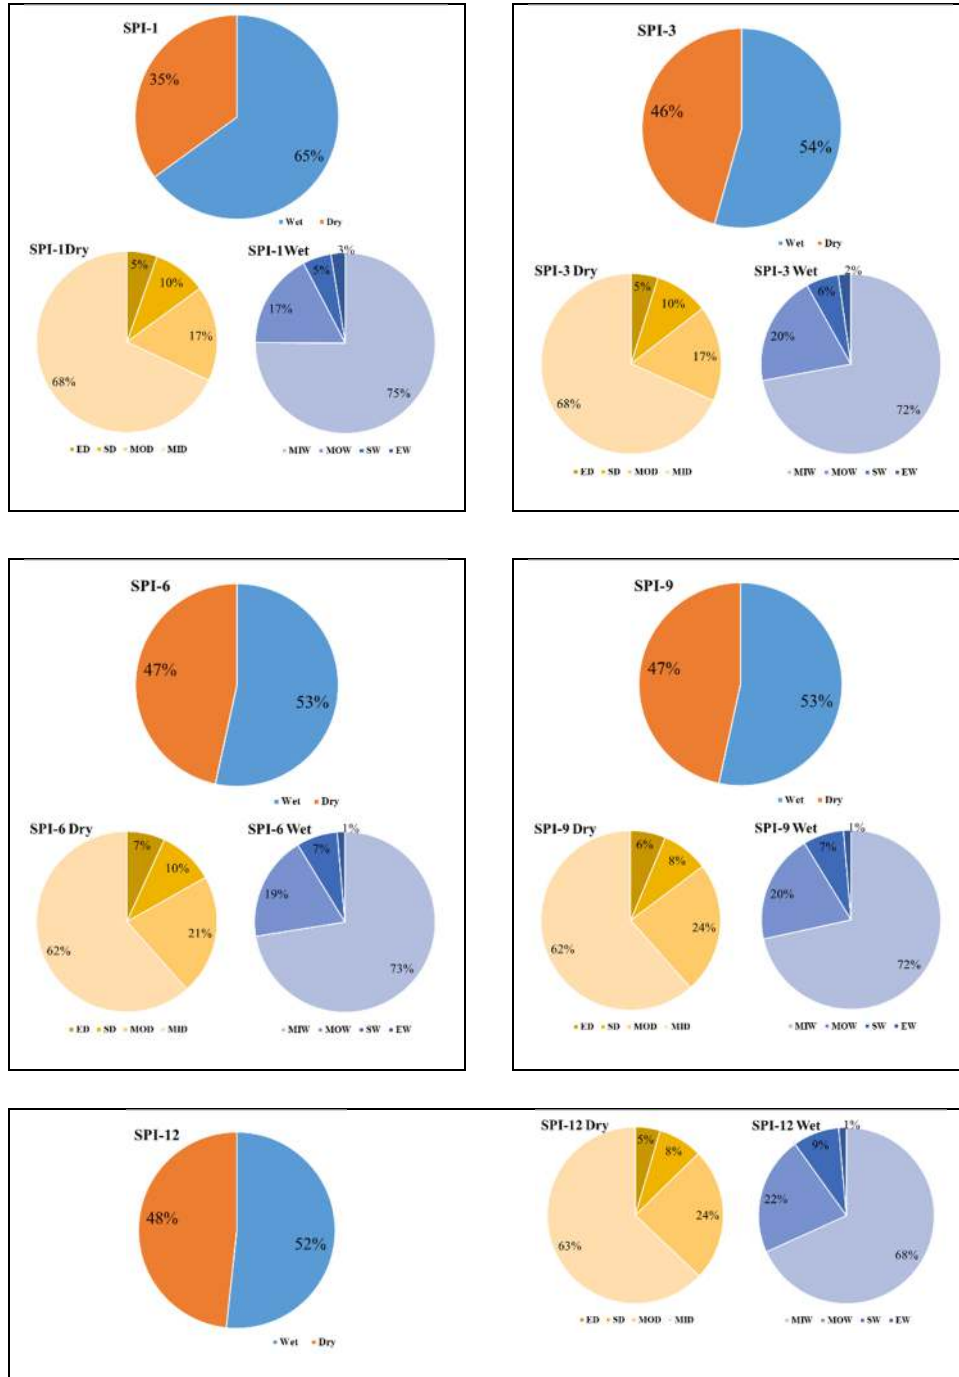 SPI-1
35%
65%
Wet Dry
SPI-1Dry
5%
10%
17%
68%
ED SD MOD MID
SPI-1Wet
3%
5%
17%
75%
MIW MOW SW EW
SPI-3
46%
54%
Wet Dry
SPI-3 Dry
5%
10%
17%
68%
ED SD MOD MID
SPI-3 Wet
2%
6%
20%
72%
MIW MOW SW EW
SPI-6
47%
53%
Wet Dry
SPI-6 Dry
7%
10%
21%
62%
ED SD MOD MID
SPI-6 Wet
1%
7%
19%
73%
MIW MOW SW EW
SPI-9
47%
53%
Wet Dry
SPI-9 Dry
6%
8%
24%
62%
ED SD MOD MID
SPI-9 Wet
1%
7%
20%
72%
MIW MOW SW EW
SPI-12
48%
52%
Wet Dry
SPI-12 Dry
5%
8%
24%
63%
ED SD MOD MID
SPI-12 Wet
1%
9%
22%
68%
MIW MOW SW EW